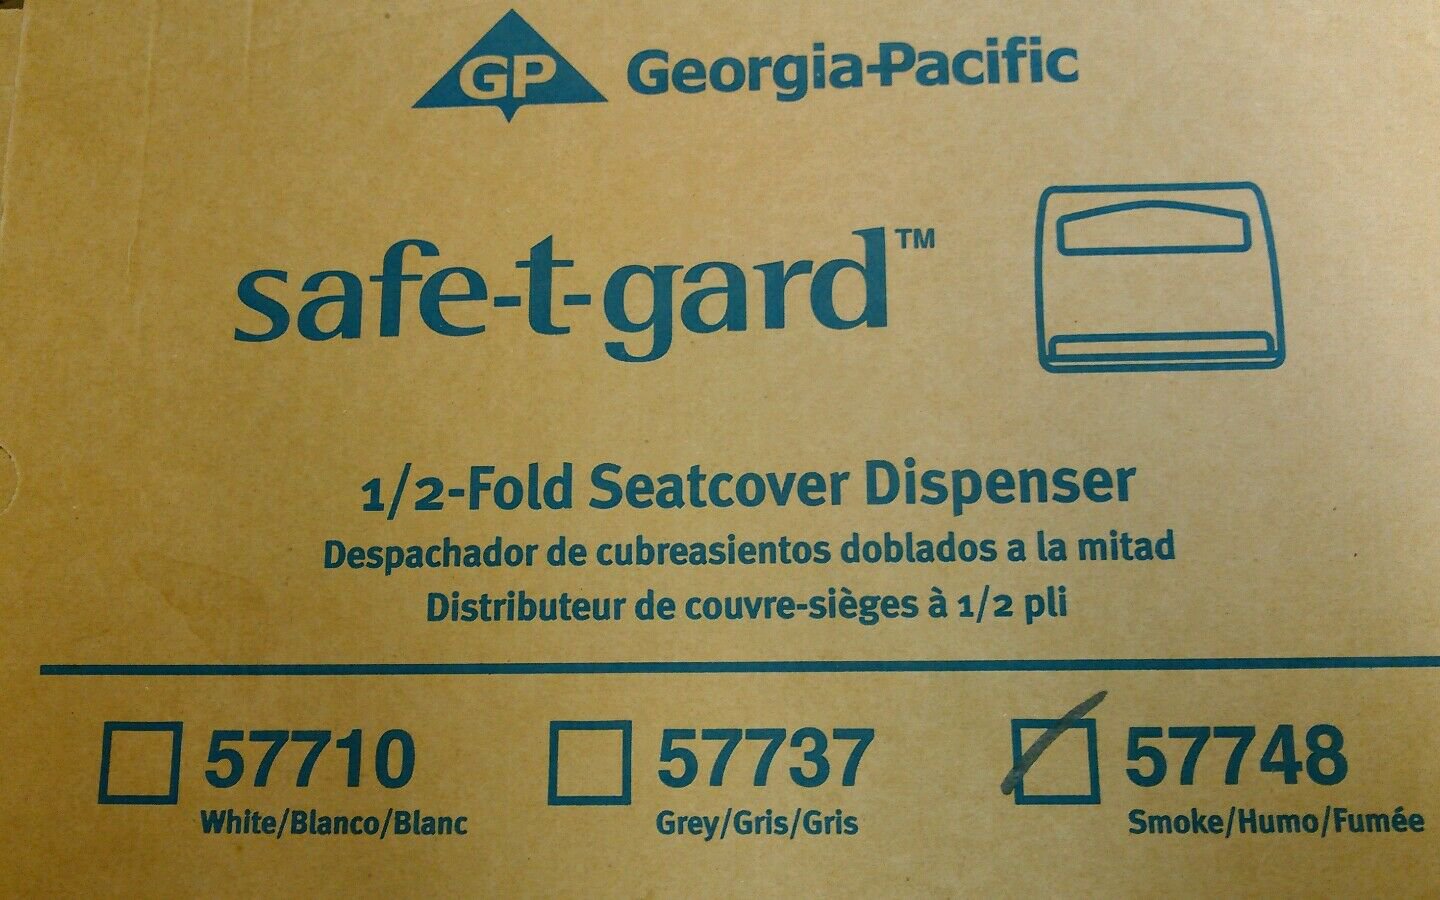 GP Georgia-Pacific
safe-t-gard™
1/2-Fold Seatcover Dispenser
Despachador de cubreasientos doblados a la mitad
Distributeur de couvre-sièges à 1/2 pli
57710 57737 57748
White/Blanco/Blanc Grey/Gris/Gris Smoke/Humo/Fumée